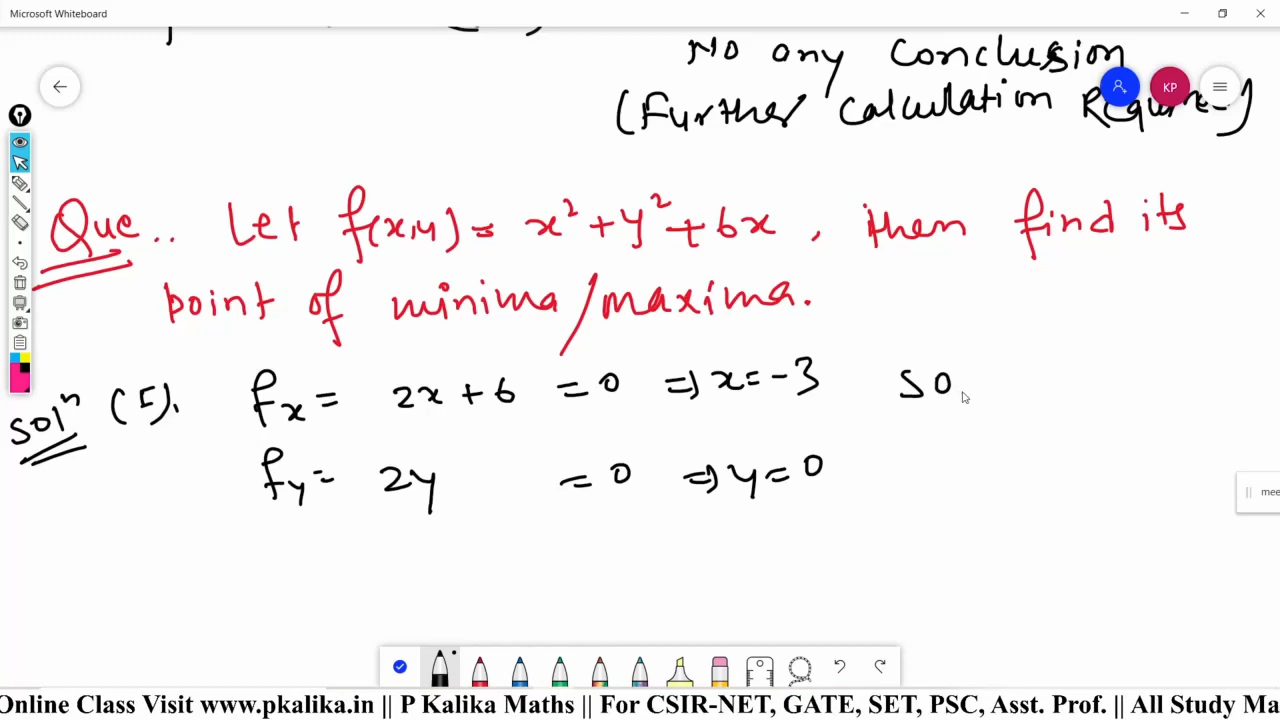 Microsoft Whiteboard
No any Conclusion
(Further Calculation
KP
Que.. Let f(x,y) = x² + y² + 6x , then find its
point of minima/maxima.
Solⁿ (I). fx = 2x + 6 = 0 => x = -3 so
fy = 2y = 0 => y = 0
mee
Online Class Visit www.pkalika.in || P Kalika Maths || For CSIR-NET, GATE, SET, PSC, Asst. Prof. || All Study Ma